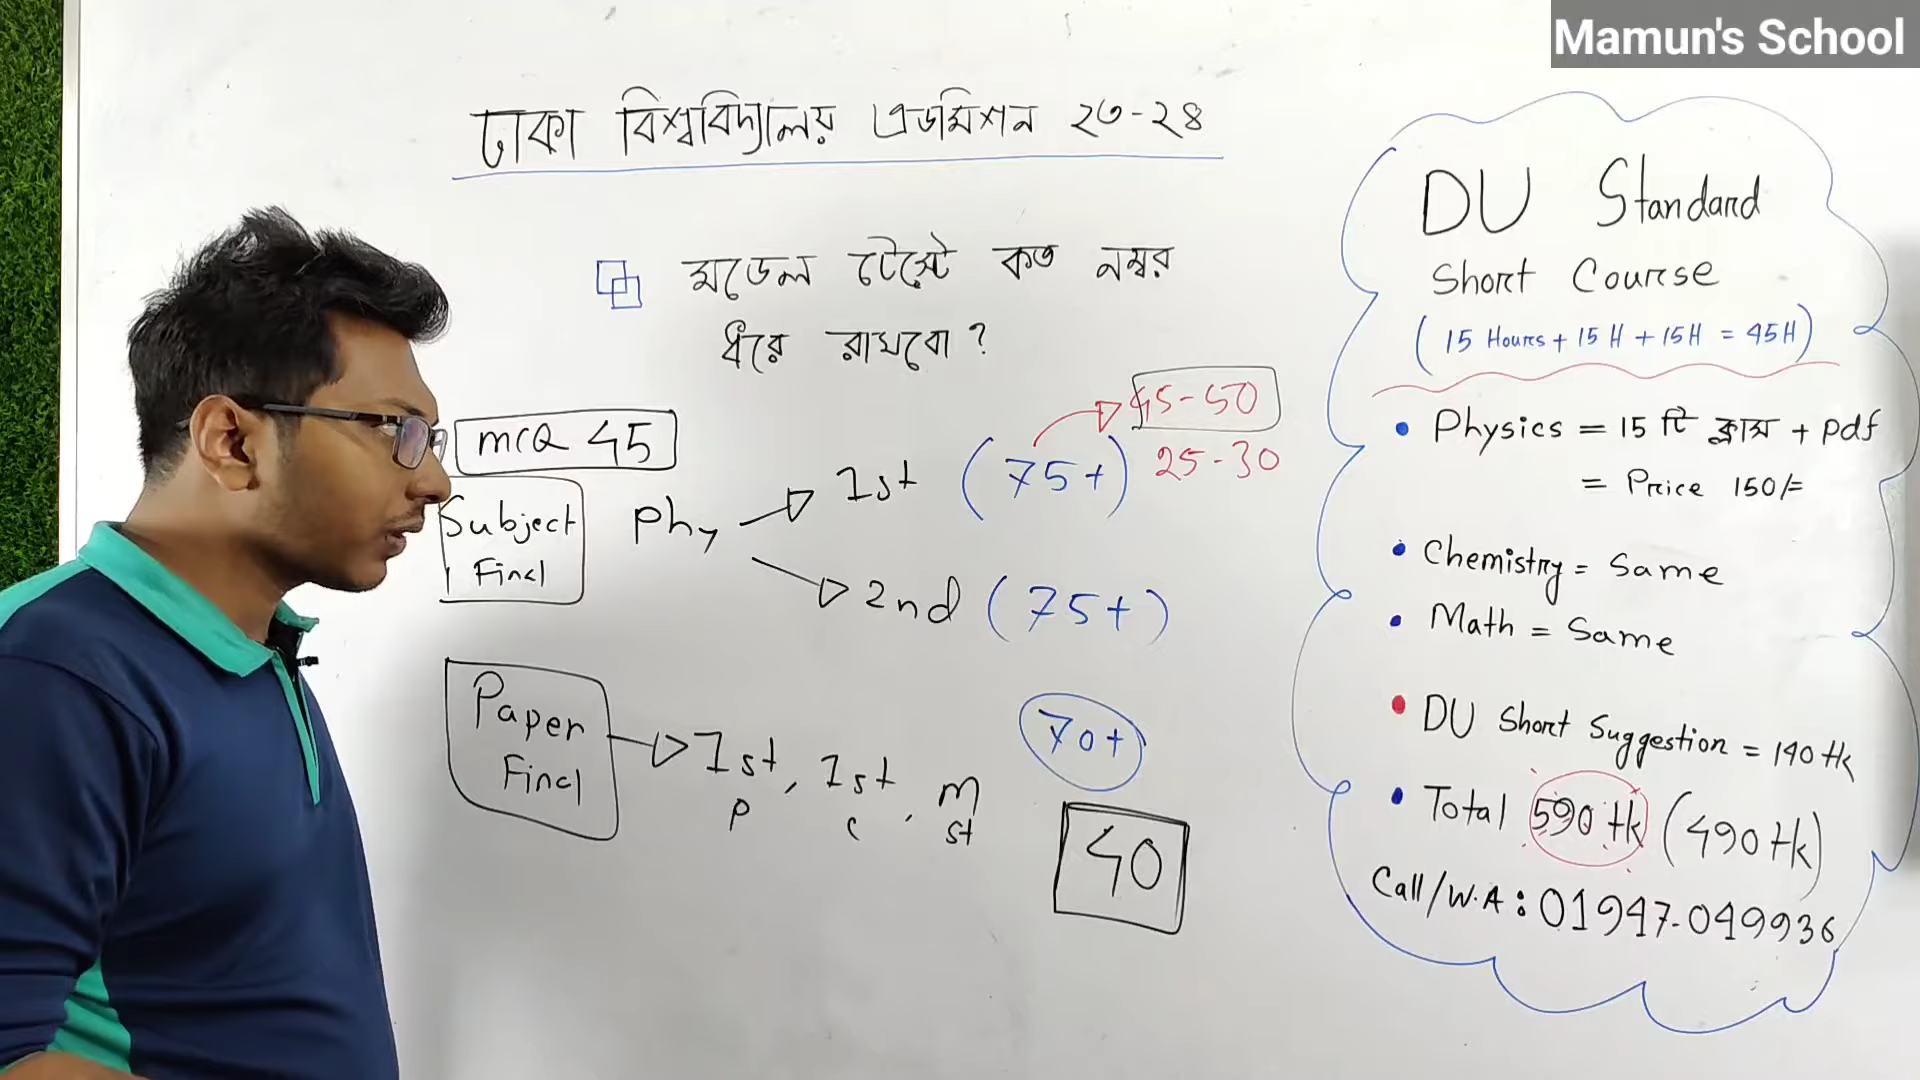 Mamun's School
ঢাকা বিশ্ববিদ্যালয় এডমিশন ২৩-২৪
মডেল টেস্টে কত নম্বর
ধরে রাখবো ?
MCQ 45
Subject
Final
Phy
1st (75+)
45-50
25-30
2nd (75+)
Paper
Final
1st, 1st, m
P C st
70+
40
DU Standard
Short Course
(15 Hours + 15 H + 15H = 45H)
• Physics = 15 টি ক্লাস + pdf
= Price 150/=
• Chemistry = Same
• Math = Same
• DU Short Suggestion = 140 tk
• Total 590 tk (490 tk)
Call/W.A : 01947-049936